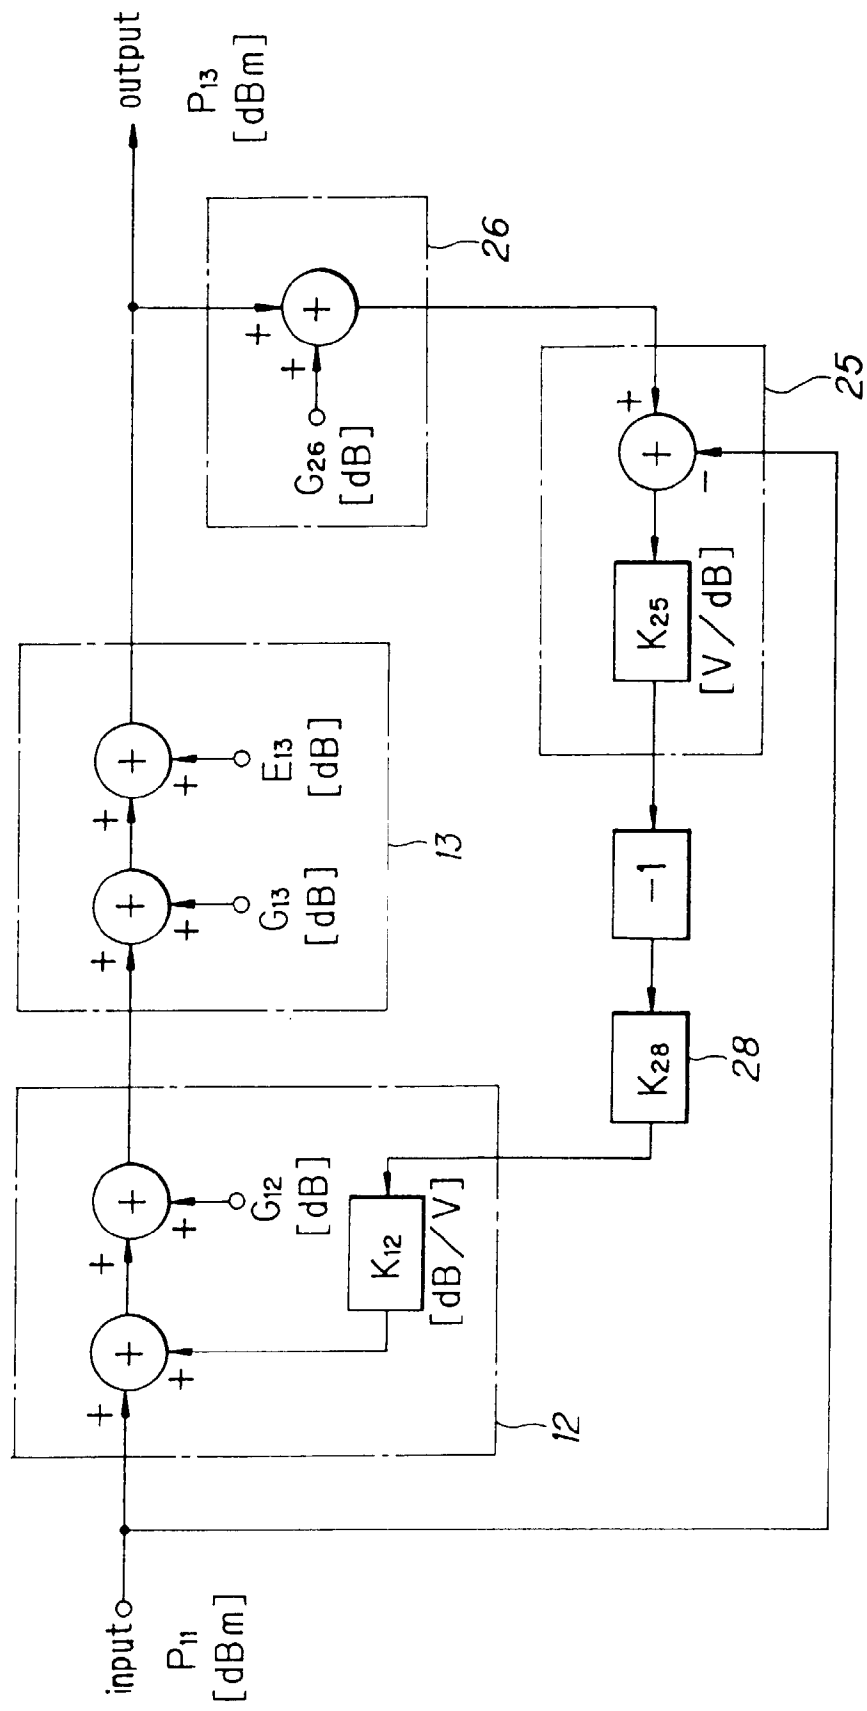 input
P11
[dBm]
+
+
+
+
+
+
G12
[dB]
K12
[dB/V]
12
+
+
+
G13
[dB]
+
+
+
E13
[dB]
13
output
P13
[dBm]
+
+
+
G26
[dB]
26
+
+
-
K25
[V/dB]
25
-1
K28
28